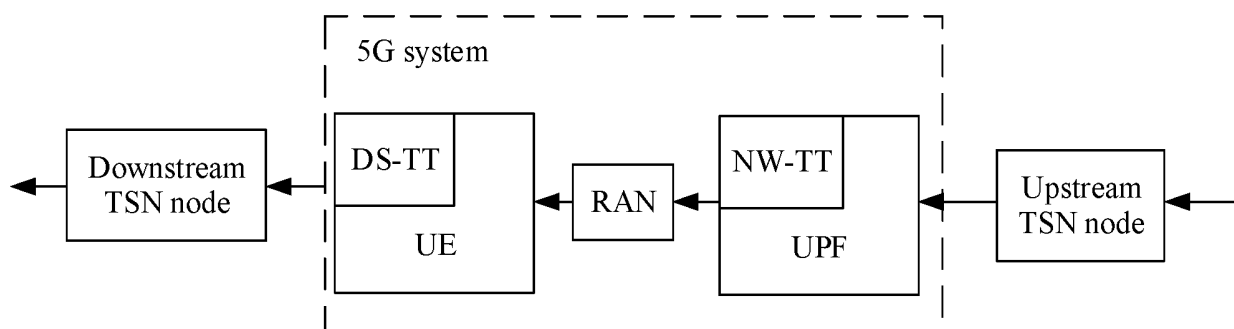 5G system
Downstream
TSN node
DS-TT
UE
RAN
NW-TT
UPF
Upstream
TSN node